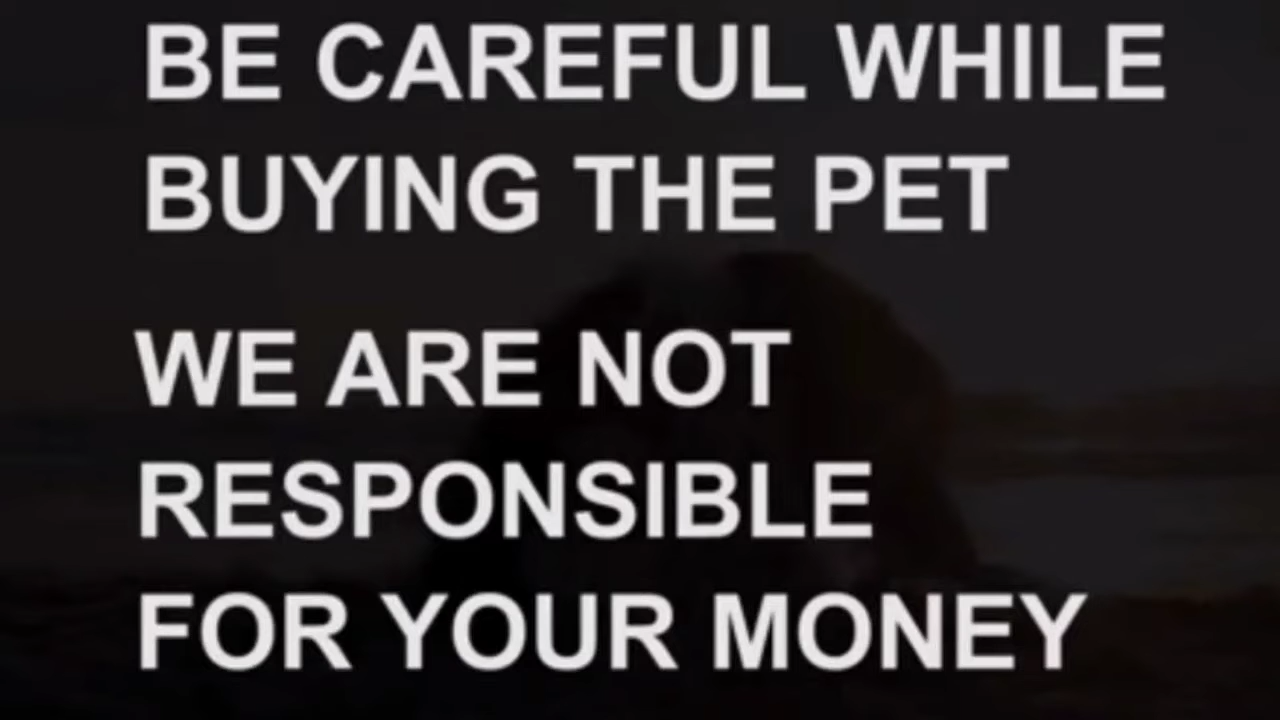 BE CAREFUL WHILE
BUYING THE PET
WE ARE NOT
RESPONSIBLE
FOR YOUR MONEY